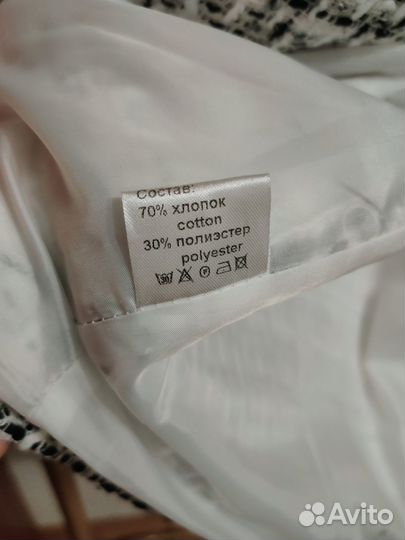 Состав:
70% хлопок
cotton
30% полиэстер
polyester
Avito